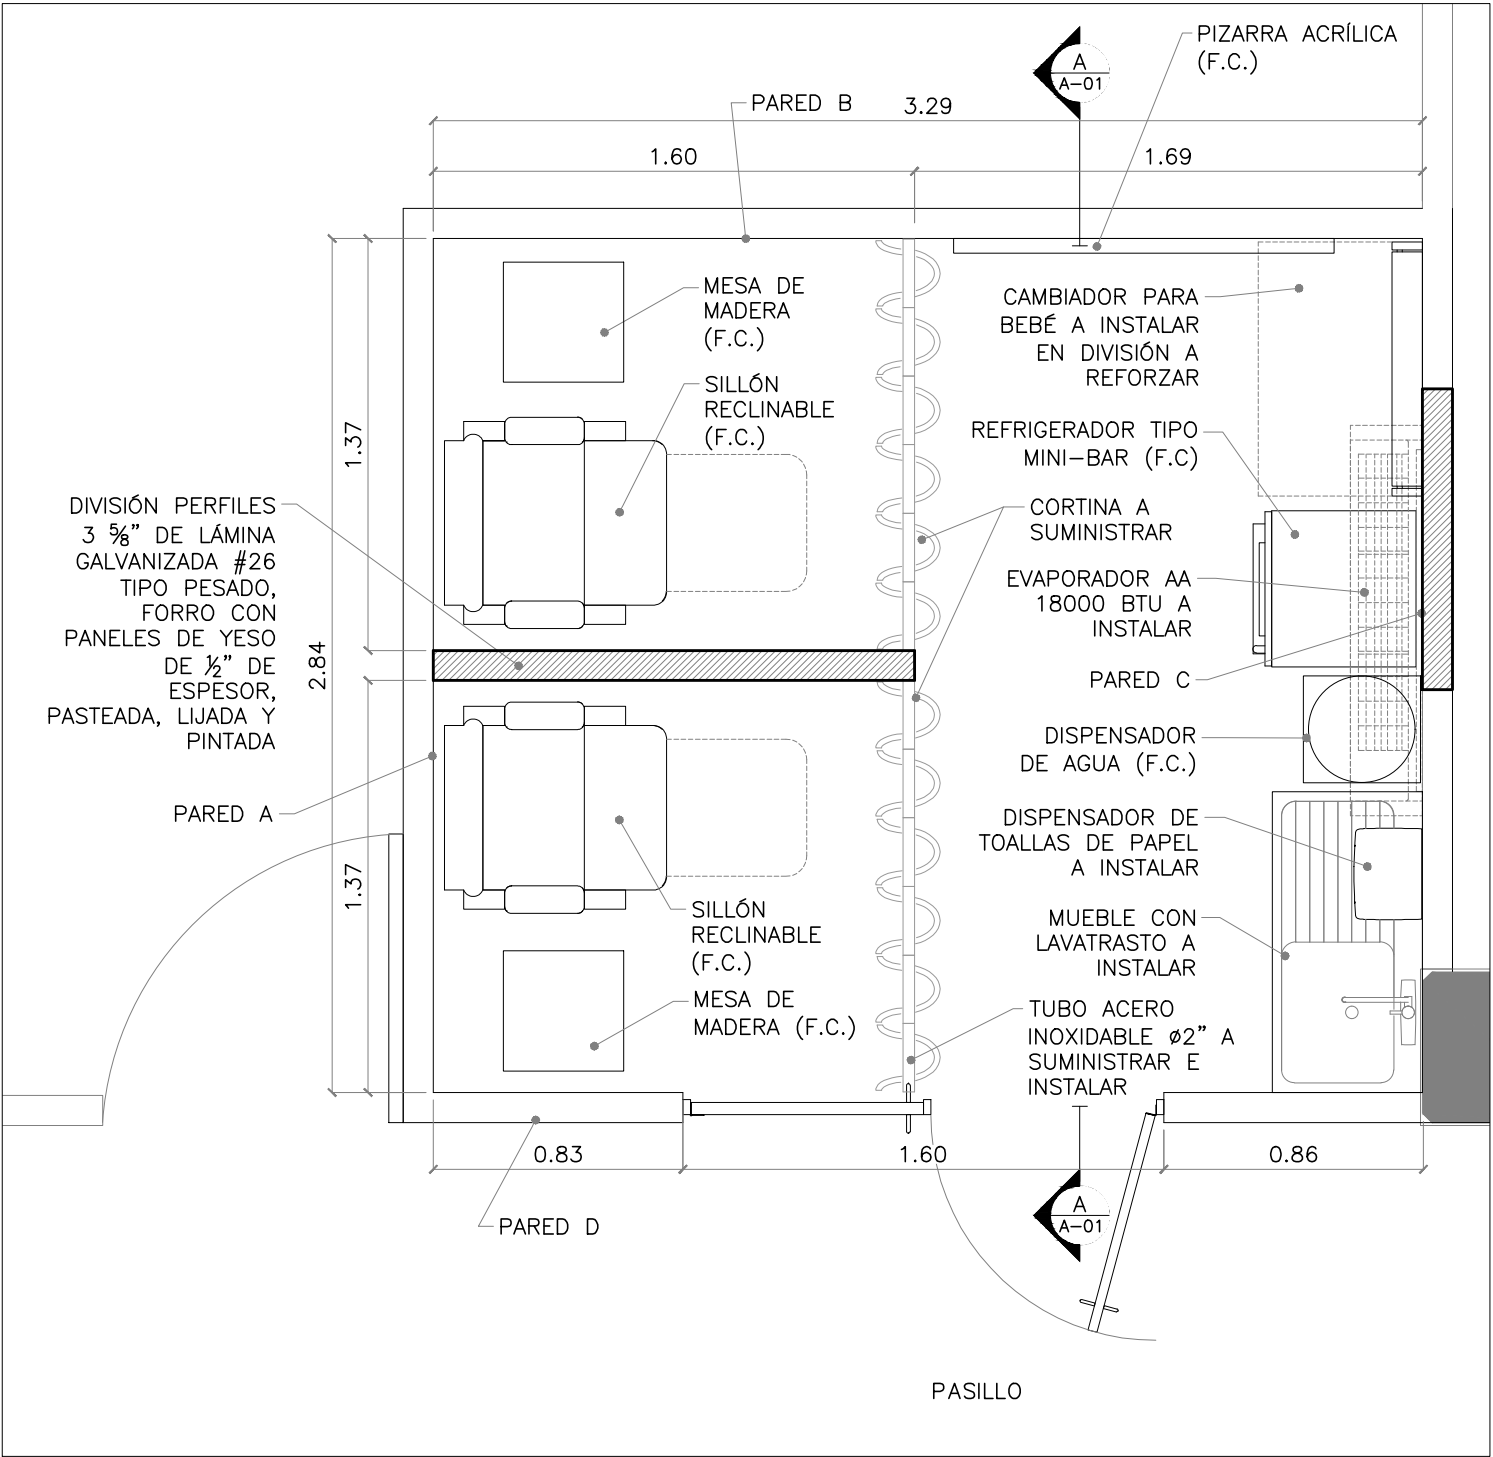 PIZARRA ACRÍLICA
(F.C.)
A
A-01
PARED B
3.29
1.60
1.69
MESA DE
MADERA
(F.C.)
CAMBIADOR PARA
BEBÉ A INSTALAR
EN DIVISIÓN A
REFORZAR
SILLÓN
RECLINABLE
(F.C.)
REFRIGERADOR TIPO
MINI-BAR (F.C)
1.37
DIVISIÓN PERFILES
3 ⅝" DE LÁMINA
GALVANIZADA #26
TIPO PESADO,
FORRO CON
PANELES DE YESO
DE ½" DE
ESPESOR,
PASTEADA, LIJADA Y
PINTADA
CORTINA A
SUMINISTRAR
EVAPORADOR AA
18000 BTU A
INSTALAR
2.84
PARED C
DISPENSADOR
DE AGUA (F.C.)
PARED A
DISPENSADOR DE
TOALLAS DE PAPEL
A INSTALAR
1.37
SILLÓN
RECLINABLE
(F.C.)
MUEBLE CON
LAVATRASTO A
INSTALAR
MESA DE
MADERA (F.C.)
TUBO ACERO
INOXIDABLE ø2" A
SUMINISTRAR E
INSTALAR
0.83
1.60
0.86
A
A-01
PARED D
PASILLO